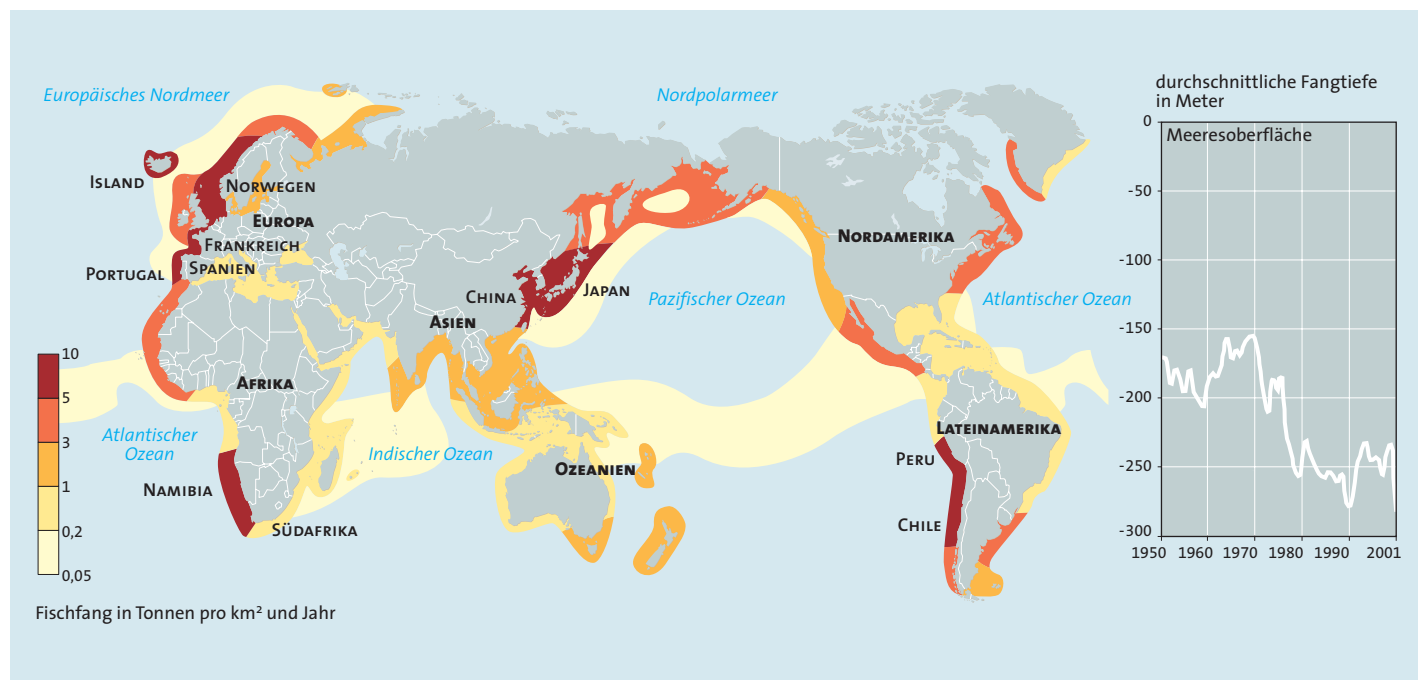 Europäisches Nordmeer
Nordpolarmeer
Island
Norwegen
Europa
Frankreich
Portugal
Spanien
China
Japan
Asien
Pazifischer Ozean
Nordamerika
Atlantischer Ozean
Afrika
Atlantischer
Ozean
Indischer Ozean
Namibia
Südafrika
Ozeanien
Lateinamerika
Peru
Chile
10
5
3
1
0,2
0,05
Fischfang in Tonnen pro km² und Jahr
durchschnittliche Fangtiefe
in Meter
Meeresoberfläche
0
-50
-100
-150
-200
-250
-300
1950 1960 1970 1980 1990 2001